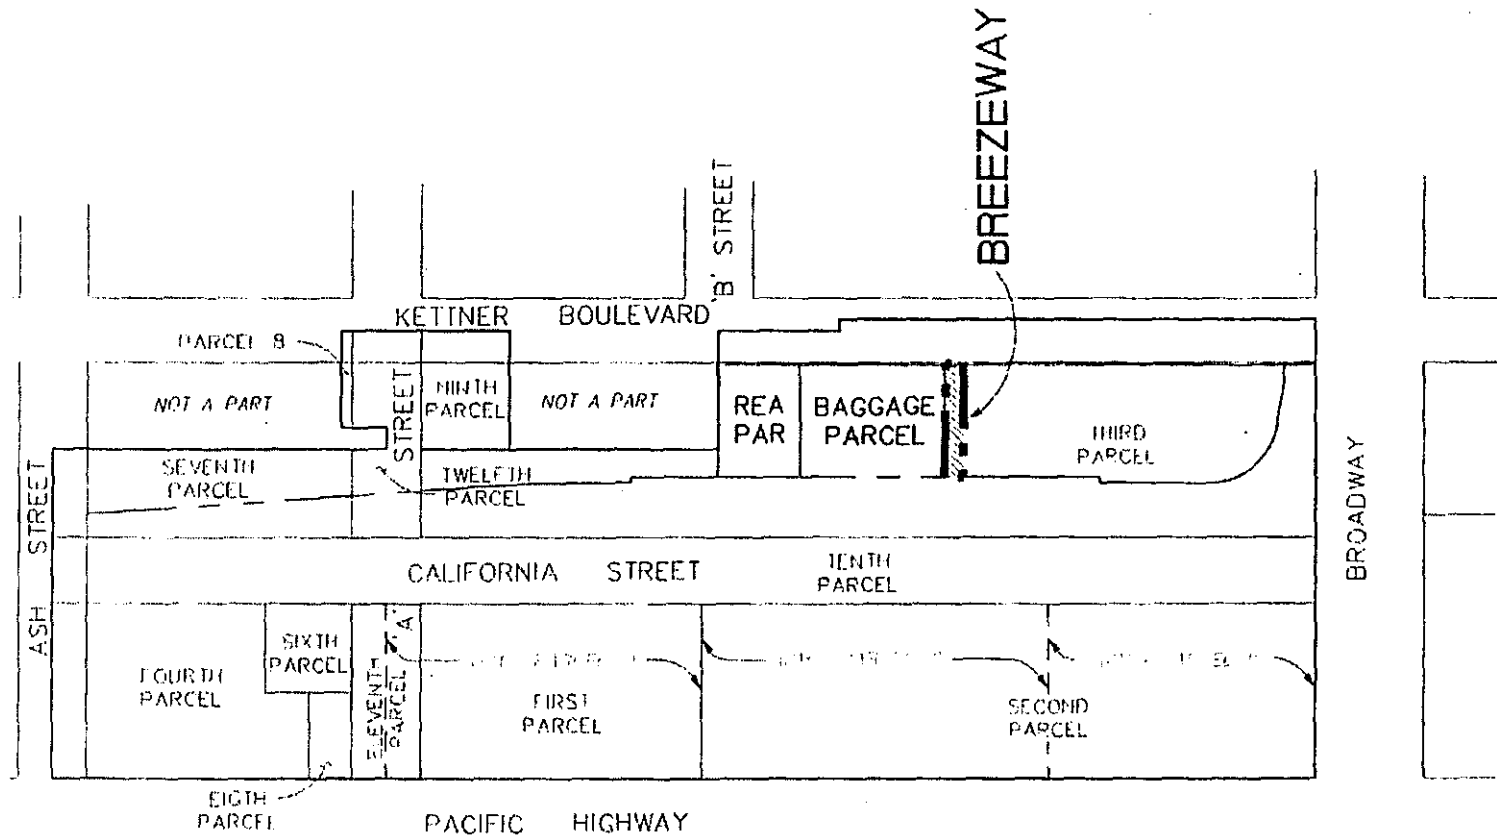 BREEZEWAY
'B' STREET
KETTNER BOULEVARD
PARCEL B
NOT A PART
STREET
NINTH
PARCEL
NOT A PART
REA
PAR
BAGGAGE
PARCEL
THIRD
PARCEL
SEVENTH
PARCEL
TWELFTH
PARCEL
ASH STREET
BROADWAY
CALIFORNIA STREET
TENTH
PARCEL
SIXTH
PARCEL
'A'
FOURTH
PARCEL
ELEVENTH
PARCEL
FIRST
PARCEL
SECOND
PARCEL
EIGTH
PARCEL
PACIFIC HIGHWAY